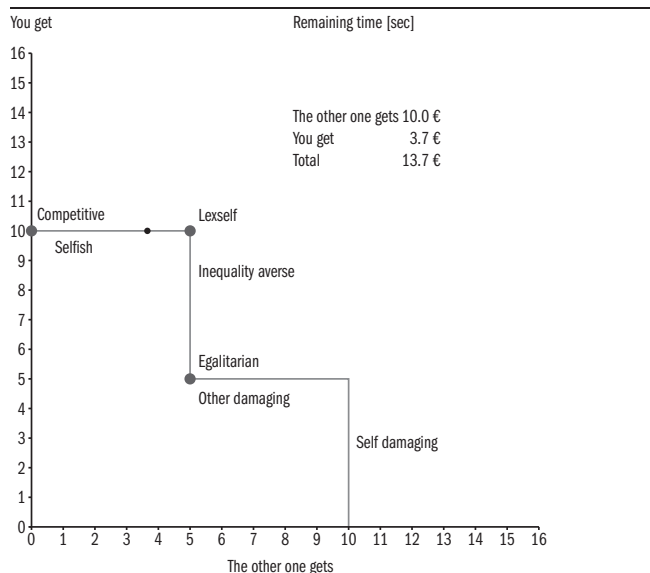 You get Remaining time [sec]
16
15
14
13
12
11
10
9
8
7
6
5
4
3
2
1
0
The other one gets 10.0 €
You get 3.7 €
Total 13.7 €
Competitive
Lexself
Selfish
Inequality averse
Egalitarian
Other damaging
Self damaging
0 1 2 3 4 5 6 7 8 9 10 11 12 13 14 15 16
The other one gets